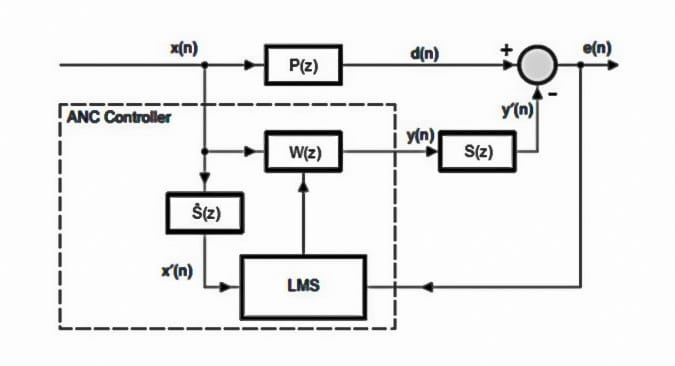 x(n)
P(z)
d(n)
+
e(n)
ANC Controller
-
y'(n)
W(z)
y(n)
S(z)
Ŝ(z)
x'(n)
LMS